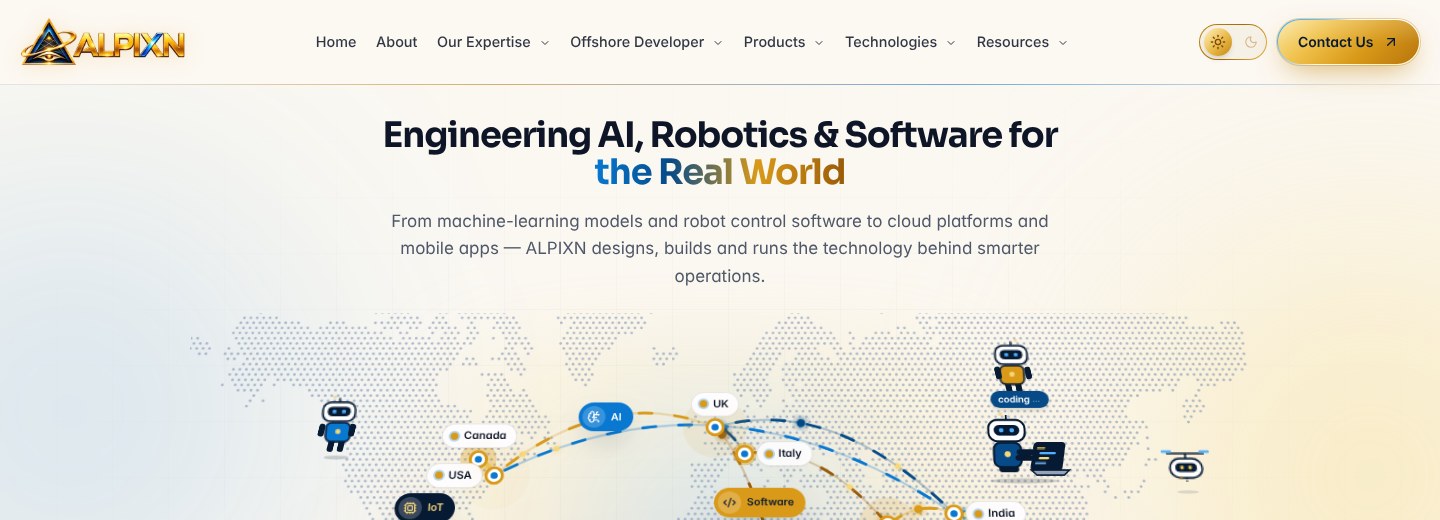 ALPIXN
Home About Our Expertise Offshore Developer Products Technologies Resources Contact Us
Engineering AI, Robotics & Software for
the Real World
From machine-learning models and robot control software to cloud platforms and
mobile apps — ALPIXN designs, builds and runs the technology behind smarter
operations.
coding ...
UK
AI
Canada
Italy
USA
Software
IoT
India